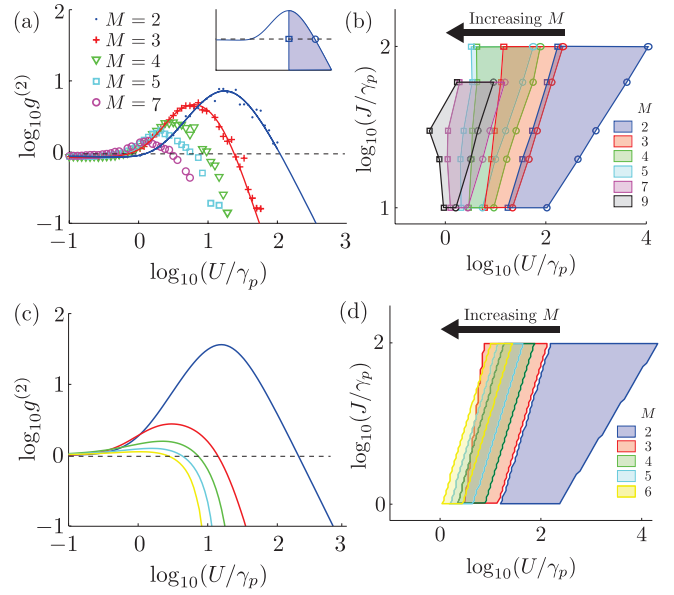 (a)
M = 2
M = 3
M = 4
M = 5
M = 7
log₁₀g⁽²⁾
2
1
0
−1
−1
0
1
2
3
log₁₀(U/γₚ)
(b)
Increasing M
log₁₀(J/γₚ)
2
1
0
2
4
log₁₀(U/γₚ)
M
2
3
4
5
7
9
(c)
log₁₀g⁽²⁾
2
1
0
−1
−1
0
1
2
3
log₁₀(U/γₚ)
(d)
Increasing M
log₁₀(J/γₚ)
2
0
0
2
4
log₁₀(U/γₚ)
M
2
3
4
5
6